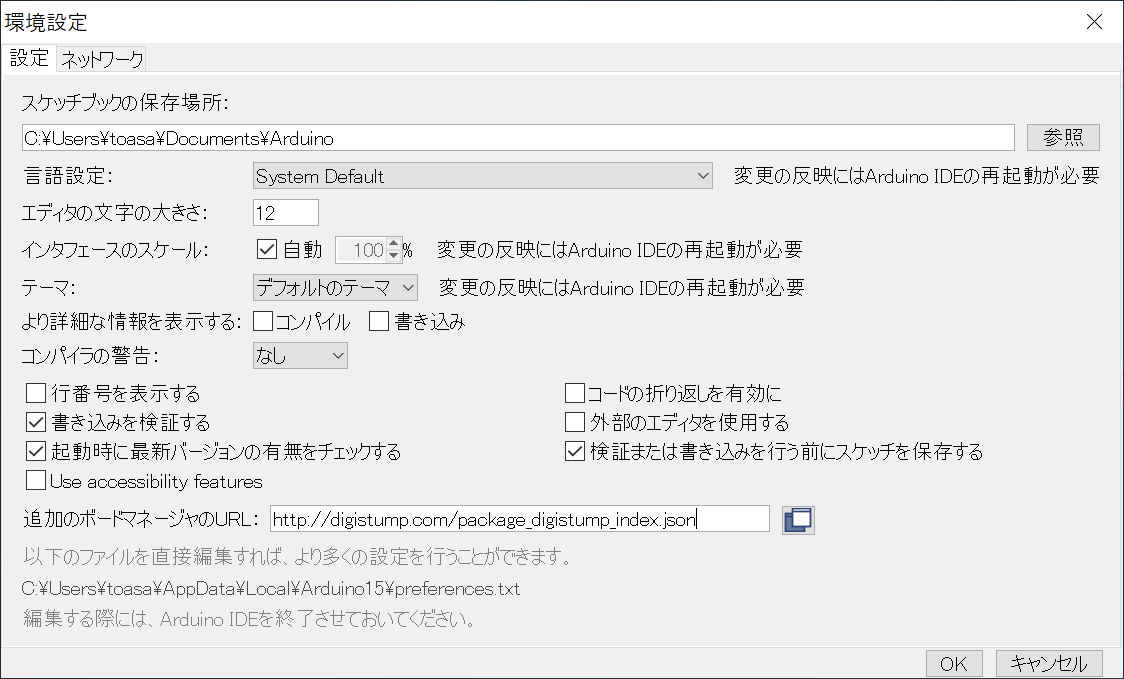 環境設定
設定 ネットワーク
スケッチブックの保存場所:
C:¥Users¥toasa¥Documents¥Arduino 参照
言語設定: System Default 変更の反映にはArduino IDEの再起動が必要
エディタの文字の大きさ: 12
インタフェースのスケール: 自動 100 % 変更の反映にはArduino IDEの再起動が必要
テーマ: デフォルトのテーマ 変更の反映にはArduino IDEの再起動が必要
より詳細な情報を表示する: コンパイル 書き込み
コンパイラの警告: なし
行番号を表示する コードの折り返しを有効に
書き込みを検証する 外部のエディタを使用する
起動時に最新バージョンの有無をチェックする 検証または書き込みを行う前にスケッチを保存する
Use accessibility features
追加のボードマネージャのURL: http://digistump.com/package_digistump_index.json
以下のファイルを直接編集すれば、より多くの設定を行うことができます。
C:¥Users¥toasa¥AppData¥Local¥Arduino15¥preferences.txt
編集する際には、Arduino IDEを終了させておいてください。
OK キャンセル